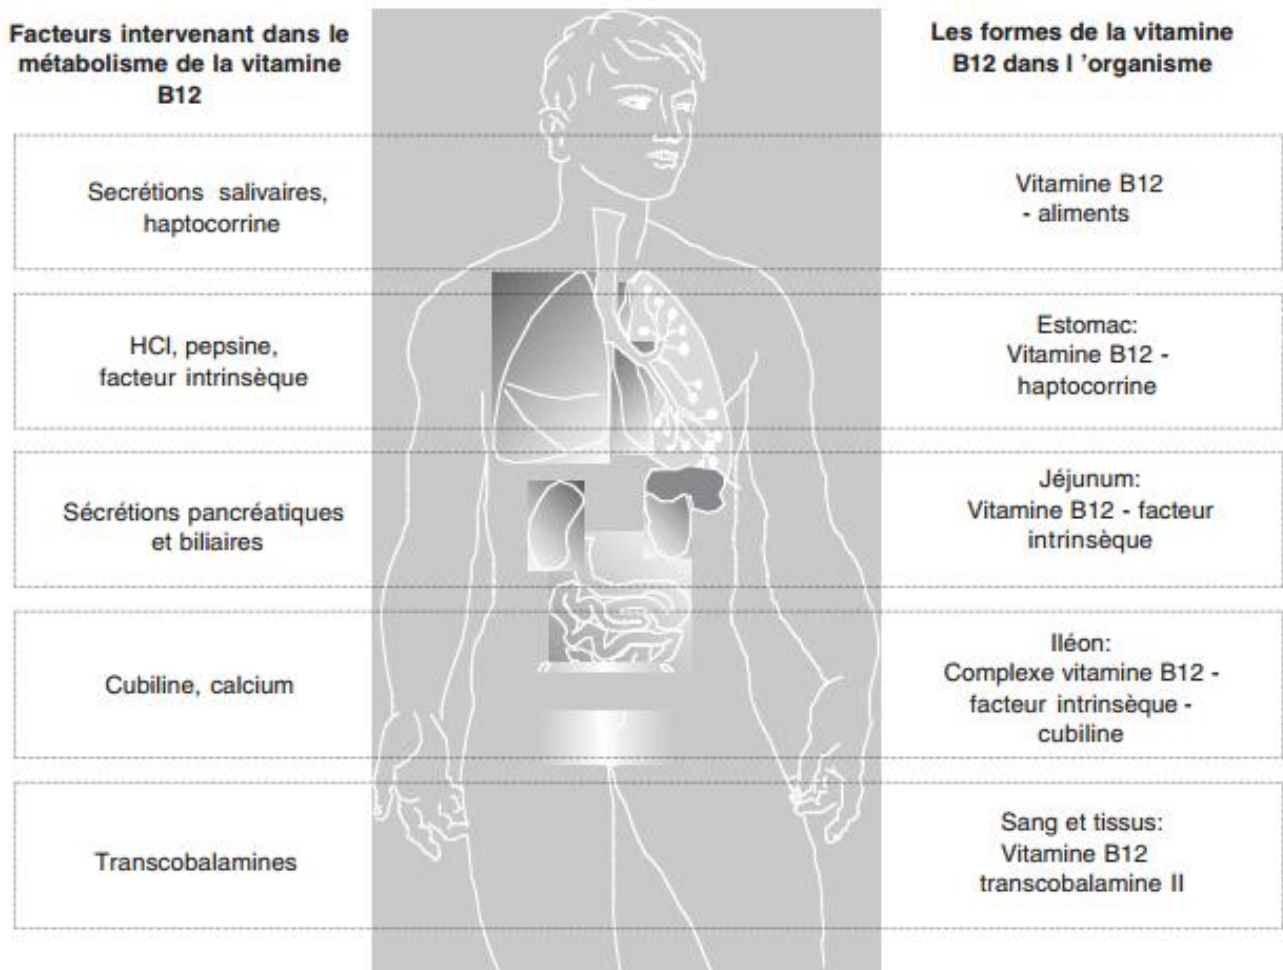 Facteurs intervenant dans le
métabolisme de la vitamine
B12
Les formes de la vitamine
B12 dans l 'organisme
Secrétions salivaires,
haptocorrine
Vitamine B12
- aliments
HCl, pepsine,
facteur intrinsèque
Estomac:
Vitamine B12 -
haptocorrine
Sécrétions pancréatiques
et biliaires
Jéjunum:
Vitamine B12 - facteur
intrinsèque
Cubiline, calcium
Iléon:
Complexe vitamine B12 -
facteur intrinsèque -
cubiline
Transcobalamines
Sang et tissus:
Vitamine B12
transcobalamine II